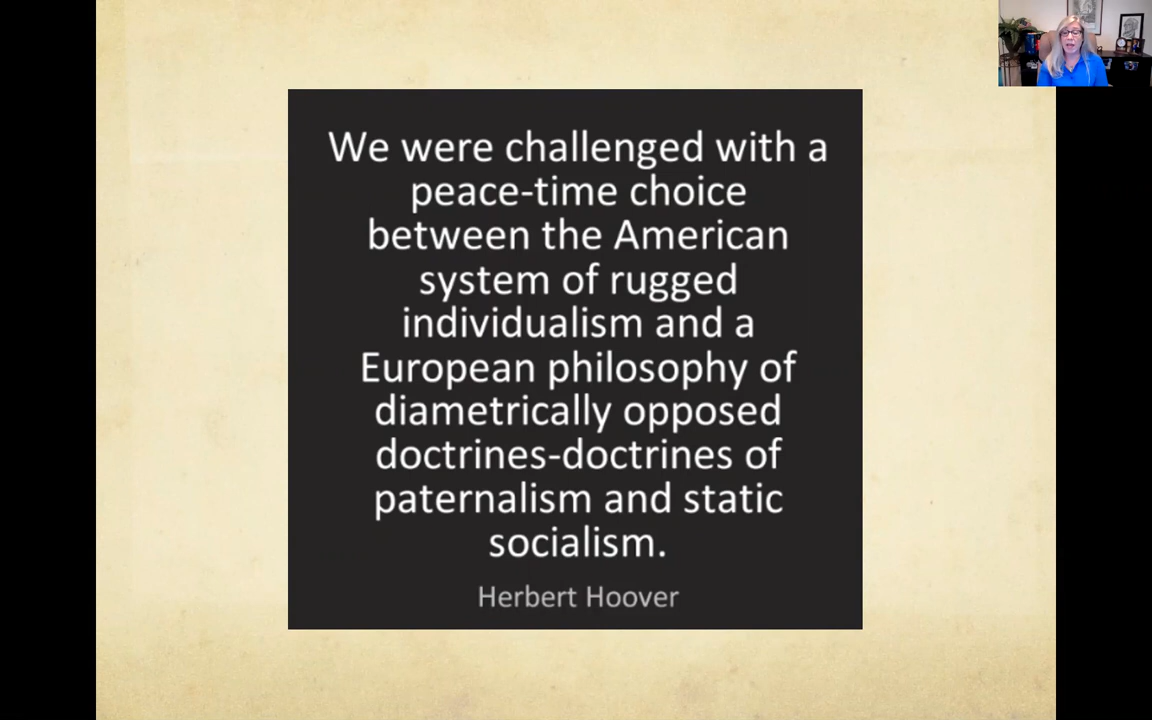 We were challenged with a
peace-time choice
between the American
system of rugged
individualism and a
European philosophy of
diametrically opposed
doctrines-doctrines of
paternalism and static
socialism.
Herbert Hoover